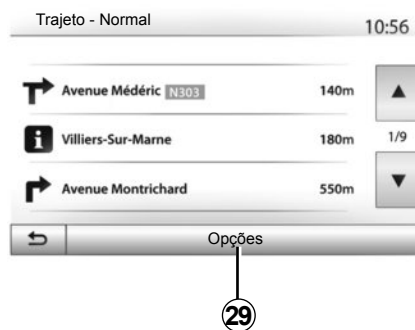 Trajeto - Normal 10:56
Avenue Médéric N303 140m
i Villiers-Sur-Marne 180m 1/9
Avenue Montrichard 550m
Opções
29